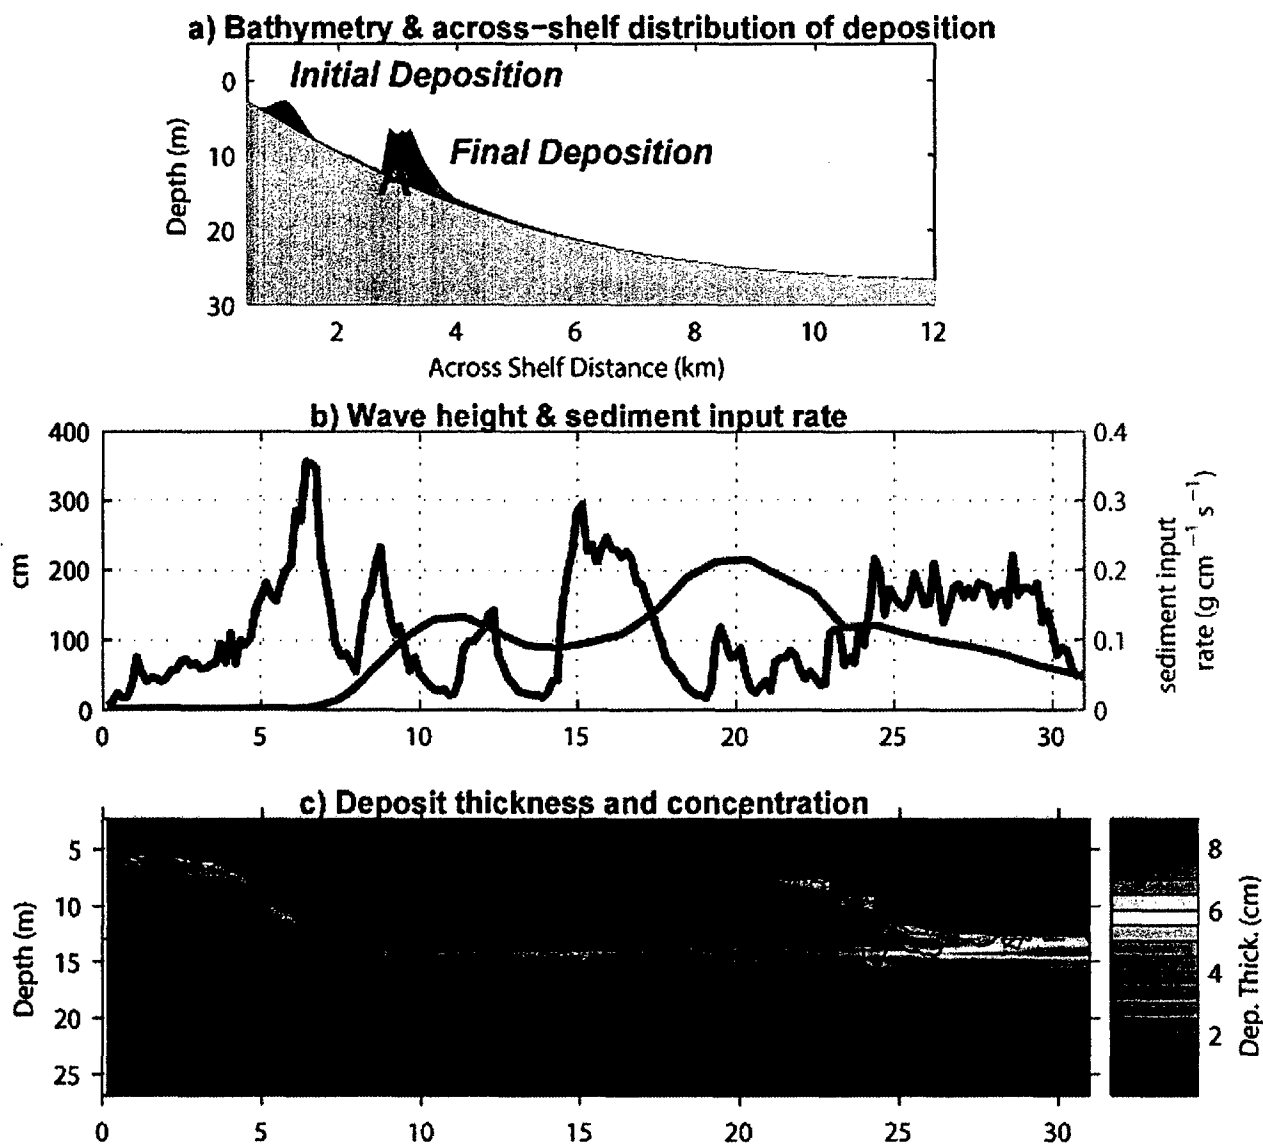 a) Bathymetry & across-shelf distribution of deposition
Initial Deposition
Final Deposition
0
10
20
30
Depth (m)
2 4 6 8 10 12
Across Shelf Distance (km)
b) Wave height & sediment input rate
400
300
200
100
0
cm
0.4
0.3
0.2
0.1
0
sediment input
rate (g cm⁻¹ s⁻¹)
0 5 10 15 20 25 30
c) Deposit thickness and concentration
5
10
15
20
25
Depth (m)
8
6
4
2
Dep. Thick. (cm)
0 5 10 15 20 25 30